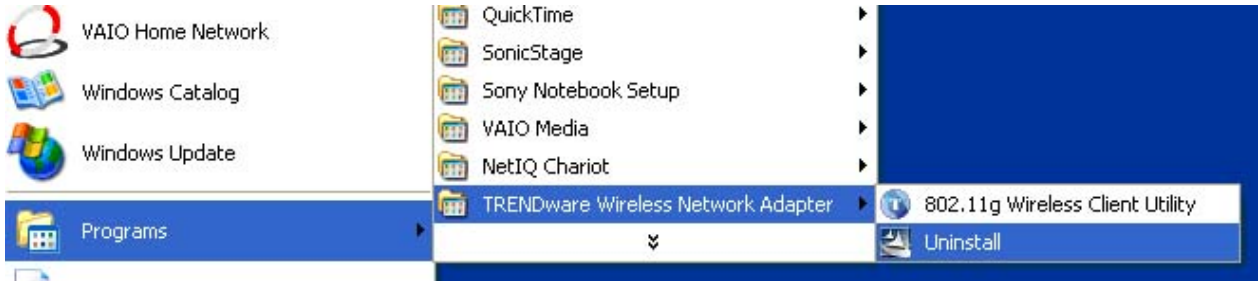 VAIO Home Network
Windows Catalog
Windows Update
Programs
QuickTime
SonicStage
Sony Notebook Setup
VAIO Media
NetIQ Chariot
TRENDware Wireless Network Adapter
802.11g Wireless Client Utility
Uninstall